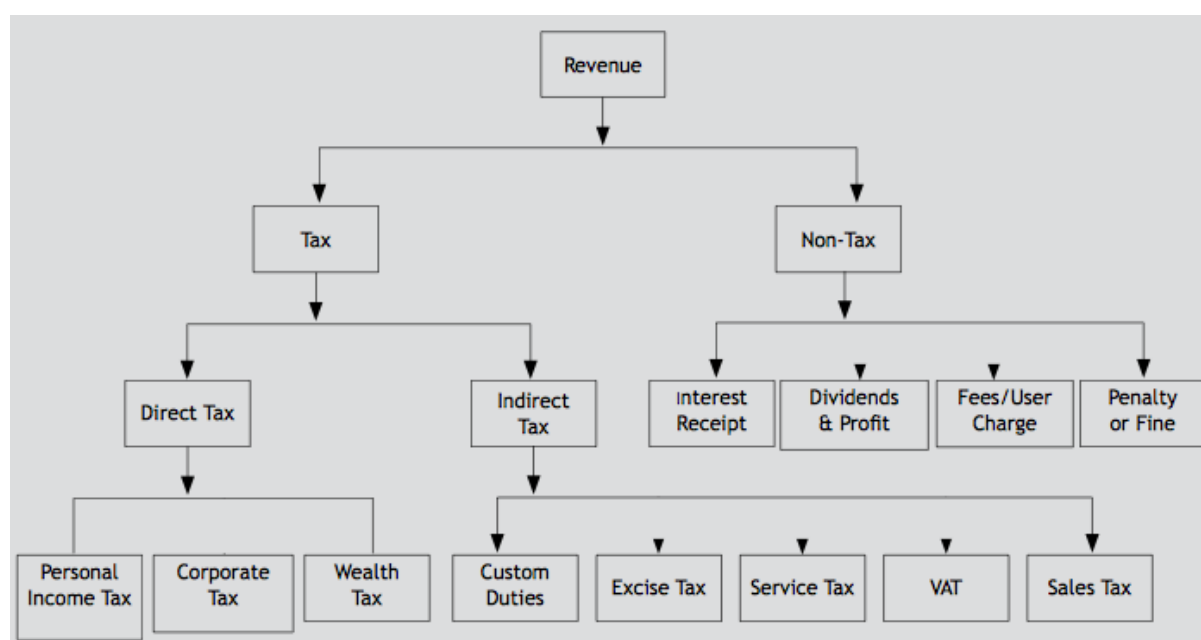 Revenue
Tax
Non-Tax
Direct Tax
Indirect
Tax
Interest
Receipt
Dividends
& Profit
Fees/User
Charge
Penalty
or Fine
Personal
Income Tax
Corporate
Tax
Wealth
Tax
Custom
Duties
Excise Tax
Service Tax
VAT
Sales Tax